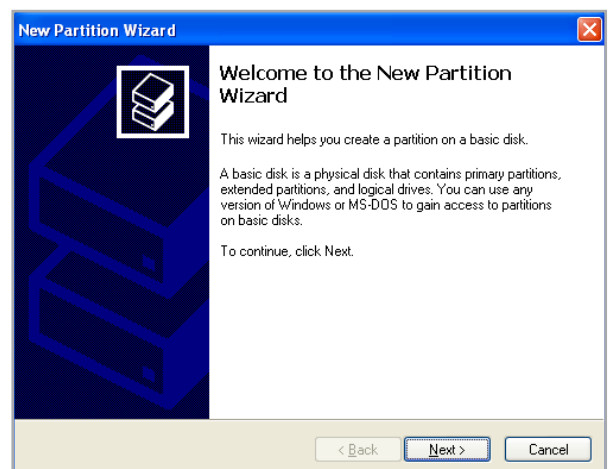 New Partition Wizard
Welcome to the New Partition
Wizard
This wizard helps you create a partition on a basic disk.
A basic disk is a physical disk that contains primary partitions,
extended partitions, and logical drives. You can use any
version of Windows or MS-DOS to gain access to partitions
on basic disks.
To continue, click Next.
< Back Next > Cancel